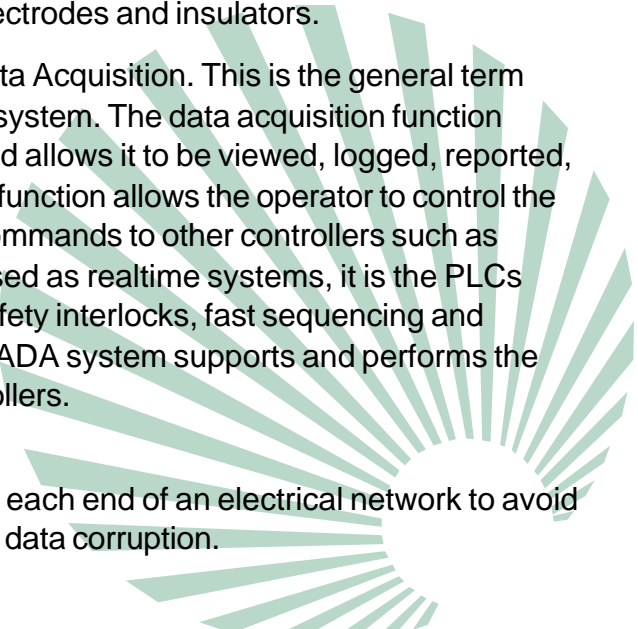 ectrodes and insulators.
ta Acquisition. This is the general term
system. The data acquisition function
d allows it to be viewed, logged, reported,
function allows the operator to control the
ommands to other controllers such as
sed as realtime systems, it is the PLCs
fety interlocks, fast sequencing and
ADA system supports and performs the
ollers.
each end of an electrical network to avoid
data corruption.